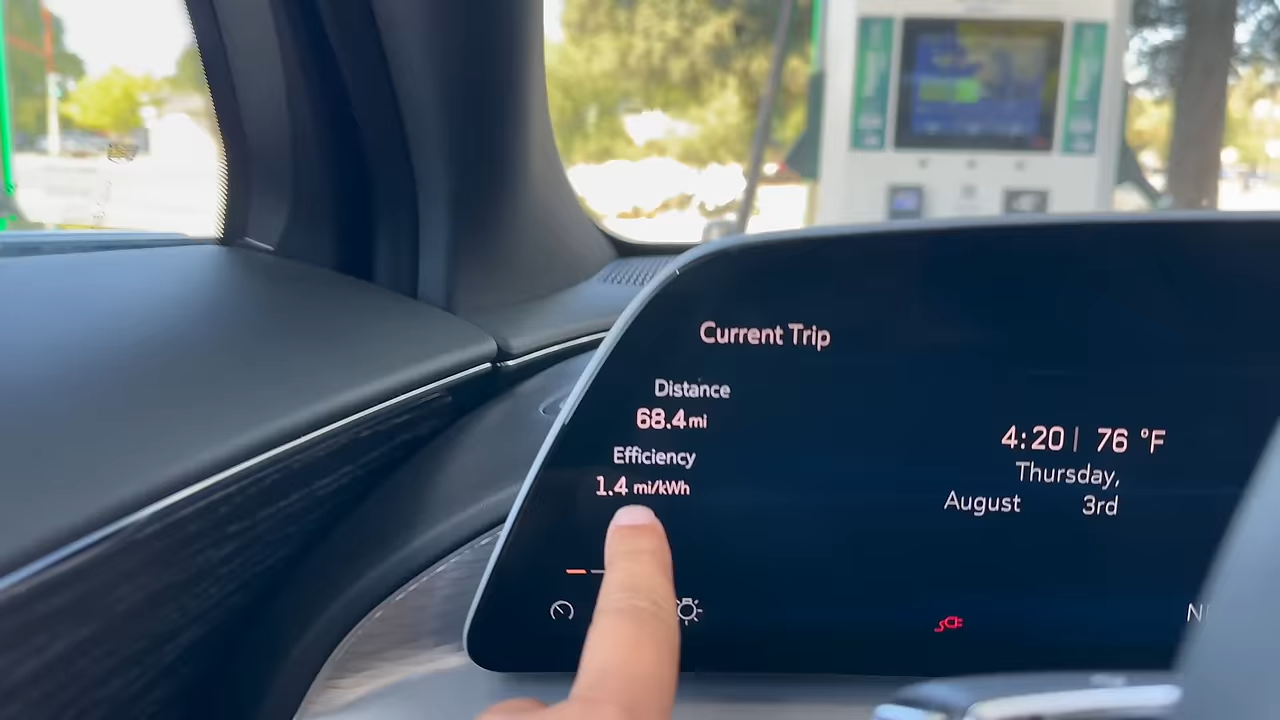 Current Trip
Distance
68.4 mi
Efficiency
1.4 mi/kWh
4:20 | 76 °F
Thursday,
August 3rd